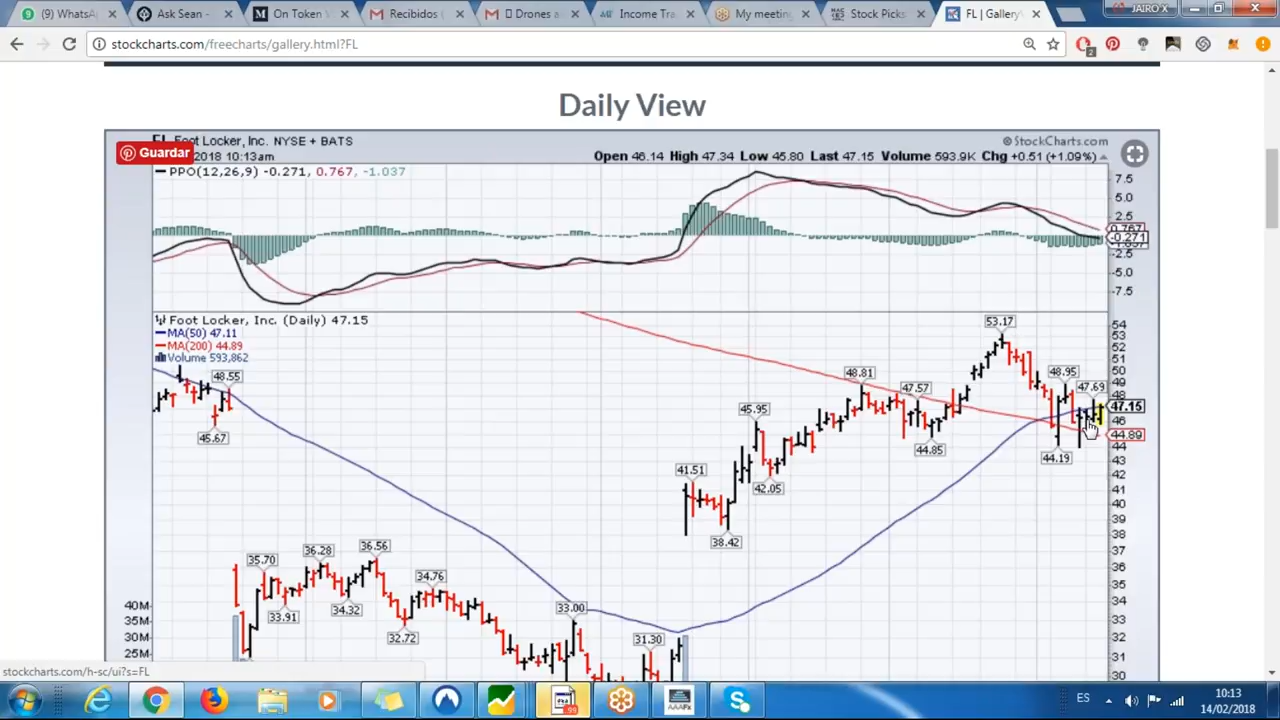 (9) WhatsA
Ask Sean -
On Token
Recibidos
Drones a
Income Tra
My meeting
Stock Picks
FL | Gallery
JAIRO X
stockcharts.com/freecharts/gallery.html?FL
2
Daily View
Foot Locker, Inc. NYSE + BATS
© StockCharts.com
Guardar
2018 10:13am
Open 46.14 High 47.34 Low 45.80 Last 47.15 Volume 593.9K Chg +0.51 (+1.09%)
PPO(12,26,9) -0.271, 0.767, -1.037
7.5
5.0
2.5
0.767
-0.271
-2.5
-5.0
-7.5
Foot Locker, Inc. (Daily) 47.15
MA(50) 47.11
MA(200) 44.89
Volume 593,862
54
53
52
51
50
49
48
47.15
46
44.89
44
43
42
41
40
39
38
37
36
35
34
33
32
31
30
53.17
48.55
48.81
48.95
47.57
47.69
45.95
45.67
44.85
44.19
41.51
42.05
38.42
36.28
36.56
35.70
34.76
33.91
34.32
32.72
33.00
31.30
40M
35M
30M
25M
stockcharts.com/h-sc/ui?s=FL
99
ES
10:13
14/02/2018